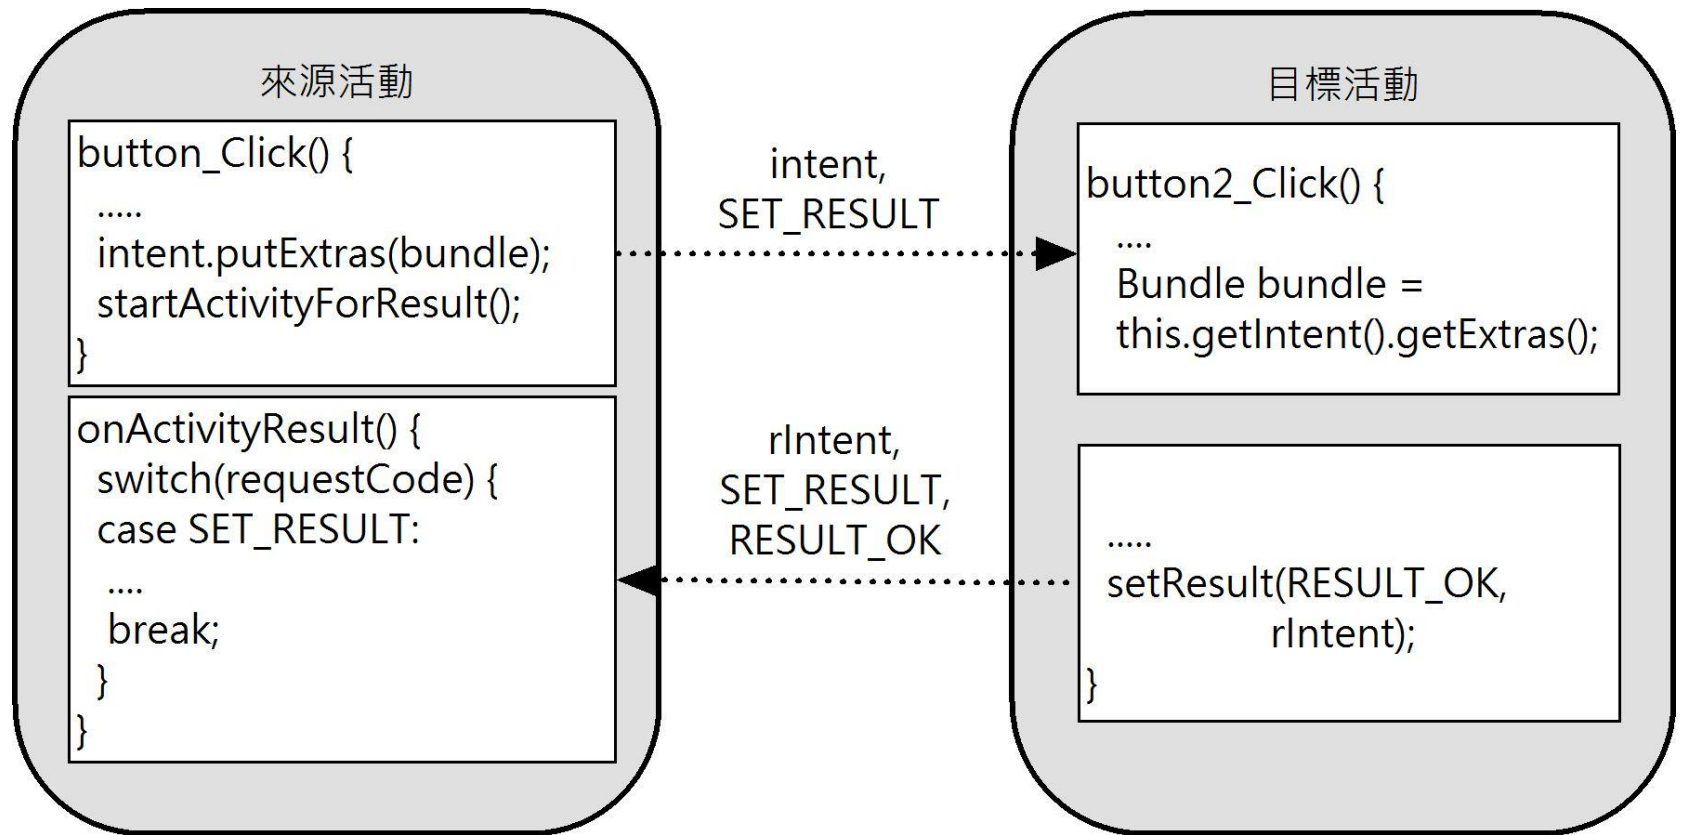 來源活動
button_Click() {
.....
intent.putExtras(bundle);
startActivityForResult();
}
onActivityResult() {
switch(requestCode) {
case SET_RESULT:
....
break;
}
}
intent,
SET_RESULT
rIntent,
SET_RESULT,
RESULT_OK
目標活動
button2_Click() {
....
Bundle bundle =
this.getIntent().getExtras();
.....
setResult(RESULT_OK,
rIntent);
}